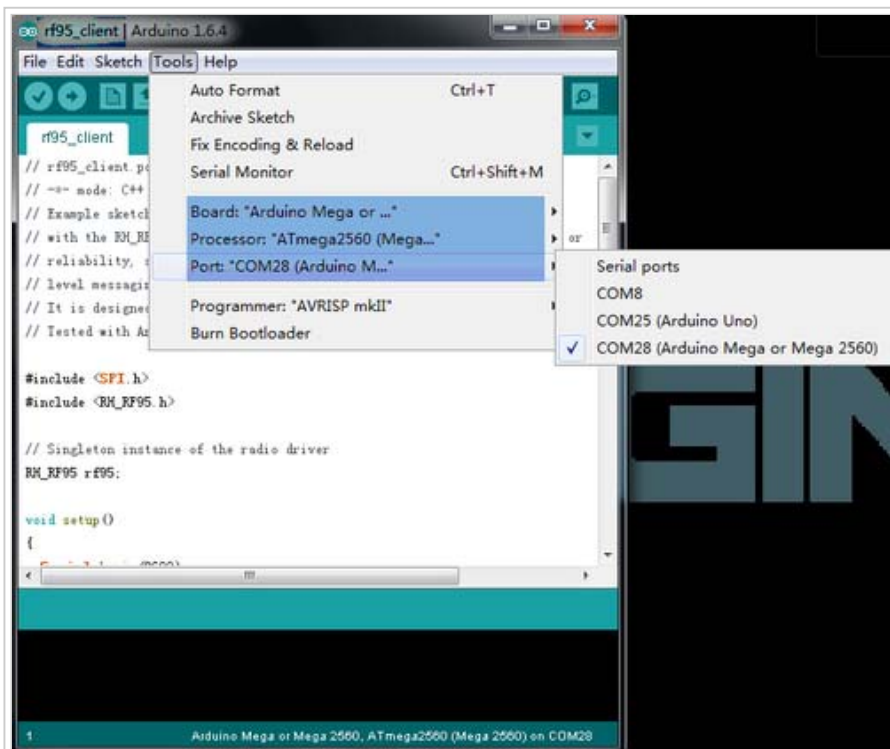 rf95_client | Arduino 1.6.4
File Edit Sketch Tools Help
Auto Format Ctrl+T
Archive Sketch
Fix Encoding & Reload
Serial Monitor Ctrl+Shift+M
Board: "Arduino Mega or ..."
Processor: "ATmega2560 (Mega..."
Port: "COM28 (Arduino M..."
Programmer: "AVRISP mkII"
Burn Bootloader
Serial ports
COM8
COM25 (Arduino Uno)
✓ COM28 (Arduino Mega or Mega 2560)
rf95_client
// rf95_client.
// -*- mode: C++
// Example sketch
// with the or
// reliability,
// level
// It is designed
// Tested with
#include <SPI.h>
#include <RH_RF95.h>
// Singleton instance of the radio driver
RH_RF95 rf95;
void setup()
{
1 Arduino Mega or Mega 2560, ATmega2560 (Mega 2560) on COM28